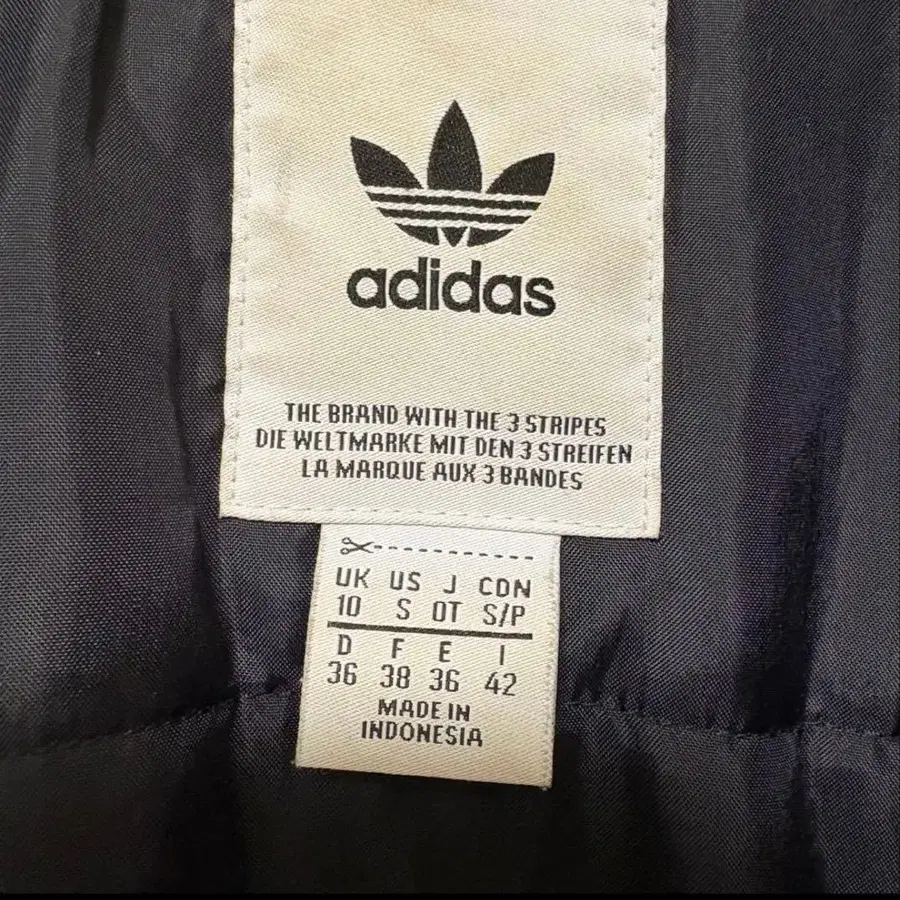 adidas
THE BRAND WITH THE 3 STRIPES
DIE WELTMARKE MIT DEN 3 STREIFEN
LA MARQUE AUX 3 BANDES
UK US J CDN
10 S OT S/P
D F E I
36 38 36 42
MADE IN
INDONESIA